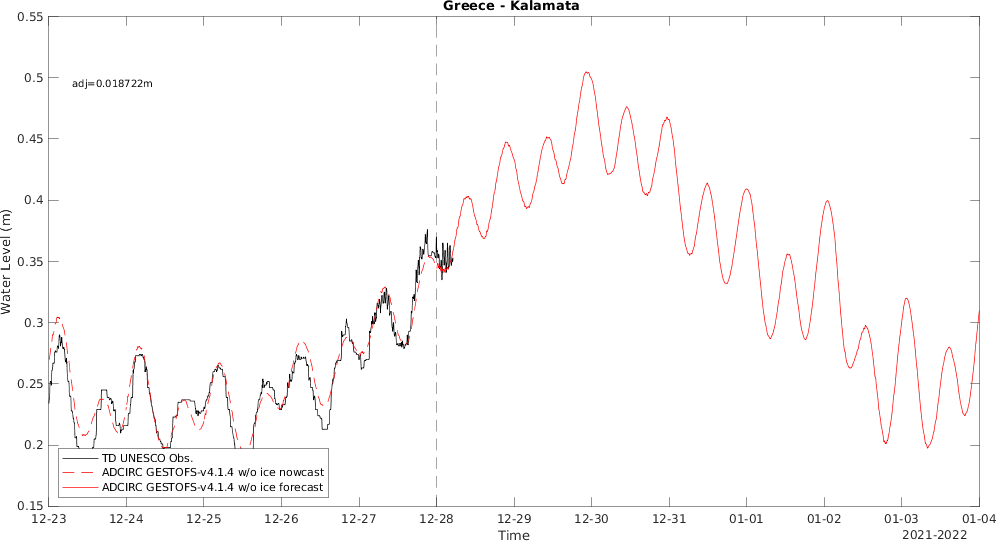 Greece - Kalamata
adj=0.018722m
0.55
0.5
0.45
0.4
0.35
0.3
0.25
0.2
0.15
Water Level (m)
TD UNESCO Obs.
ADCIRC GESTOFS-v4.1.4 w/o ice nowcast
ADCIRC GESTOFS-v4.1.4 w/o ice forecast
12-23 12-24 12-25 12-26 12-27 12-28 12-29 12-30 12-31 01-01 01-02 01-03 01-04
Time
2021-2022